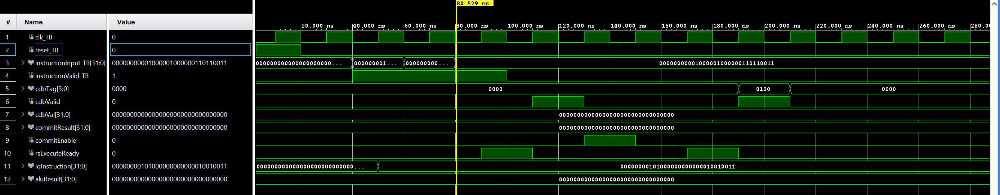 80.529 ns
# Name Value
20.000 ns 40.000 ns 60.000 ns 80.000 ns 100.000 ns 120.000 ns 140.000 ns 160.000 ns 180.000 ns 200.000 ns 220.000 ns 240.000 ns 260.000 ns
1 clk_TB 0
2 reset_TB 0
3 instructionInput_TB[31:0] 00000000001000001000000110110011 000000000000000000000... 000000001... 000000000... 00000000001000001000000110110011
4 instructionValid_TB 1
5 cdbTag[3:0] 0000 0000 0100 0000
6 cdbValid 0
7 cdbVal[31:0] 00000000000000000000000000000000 00000000000000000000000000000000
8 commitResult[31:0] 00000000000000000000000000000000 00000000000000000000000000000000
9 commitEnable 0
10 rsExecuteReady 0
11 iqInstruction[31:0] 00000000101000000000000010010011 000000000000000000000000000... 00000000101000000000000010010011
12 aluResult[31:0] 00000000000000000000000000000000 00000000000000000000000000000000